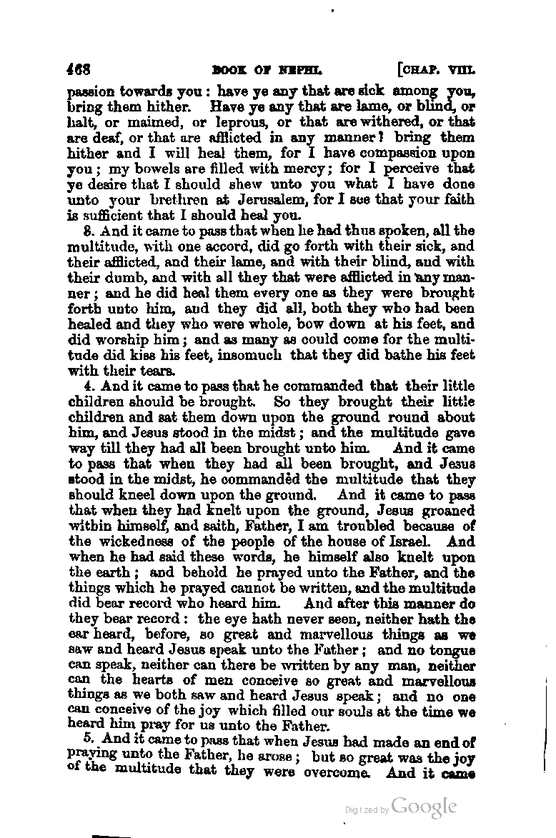 468 BOOK OF NEPHI. [CHAP. VIII.
passion towards you : have ye any that are sick among you,
bring them hither. Have ye any that are lame, or blind, or
halt, or maimed, or leprous, or that are withered, or that
are deaf, or that are afflicted in any manner? bring them
hither and I will heal them, for I have compassion upon
you ; my bowels are filled with mercy; for I perceive that
ye desire that I should shew unto you what I have done
unto your brethren at Jerusalem, for I see that your faith
is sufficient that I should heal you.
3. And it came to pass that when he had thus spoken, all the
multitude, with one accord, did go forth with their sick, and
their afflicted, and their lame, and with their blind, and with
their dumb, and with all they that were afflicted in any man-
ner ; and he did heal them every one as they were brought
forth unto him, and they did all, both they who had been
healed and they who were whole, bow down at his feet, and
did worship him ; and as many as could come for the multi-
tude did kiss his feet, insomuch that they did bathe his feet
with their tears.
4. And it came to pass that he commanded that their little
children should be brought. So they brought their little
children and sat them down upon the ground round about
him, and Jesus stood in the midst ; and the multitude gave
way till they had all been brought unto him. And it came
to pass that when they had all been brought, and Jesus
stood in the midst, he commanded the multitude that they
should kneel down upon the ground. And it came to pass
that when they had knelt upon the ground, Jesus groaned
within himself, and saith, Father, I am troubled because of
the wickedness of the people of the house of Israel. And
when he had said these words, he himself also knelt upon
the earth ; and behold he prayed unto the Father, and the
things which he prayed cannot be written, and the multitude
did bear record who heard him. And after this manner do
they bear record : the eye hath never seen, neither hath the
ear heard, before, so great and marvellous things as we
saw and heard Jesus speak unto the Father ; and no tongue
can speak, neither can there be written by any man, neither
can the hearts of men conceive so great and marvellous
things as we both saw and heard Jesus speak ; and no one
can conceive of the joy which filled our souls at the time we
heard him pray for us unto the Father.
5. And it came to pass that when Jesus had made an end of
praying unto the Father, he arose ; but so great was the joy
of the multitude that they were overcome. And it came
Digitized by Google